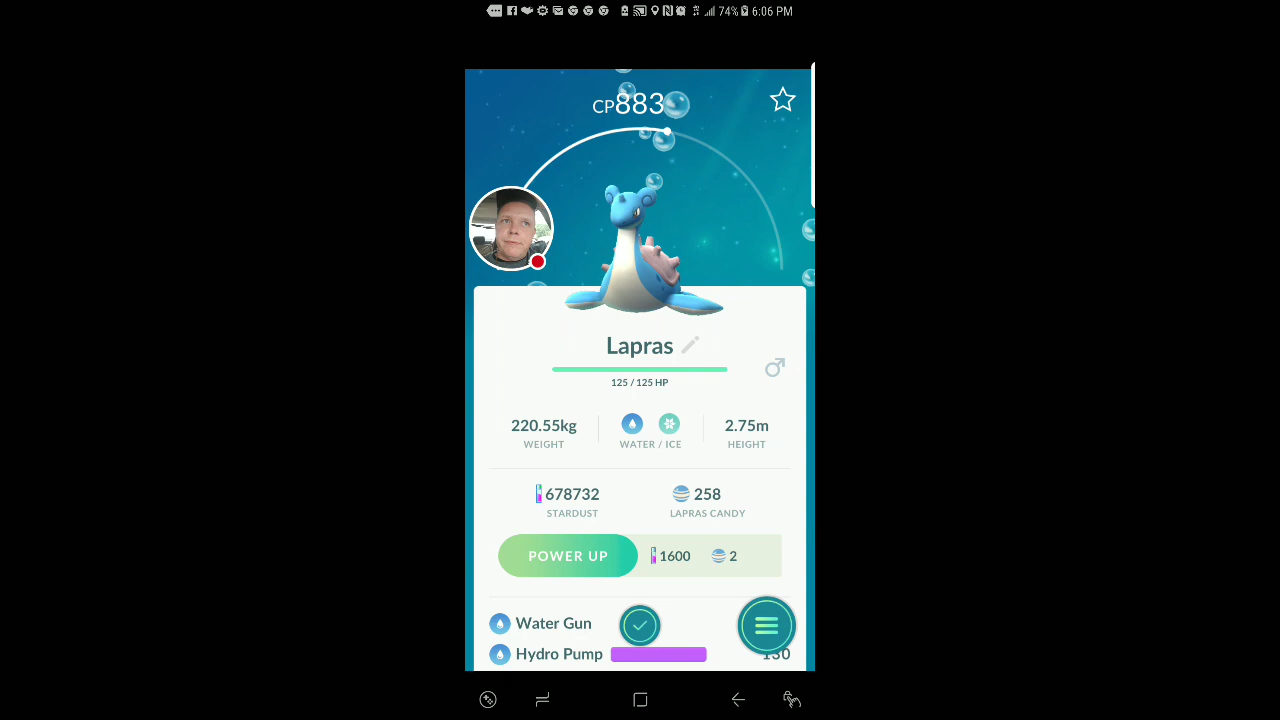 74% 6:06 PM
CP883
Lapras
125 / 125 HP
220.55kg
WEIGHT
WATER / ICE
2.75m
HEIGHT
678732
STARDUST
258
LAPRAS CANDY
POWER UP 1600 2
Water Gun
Hydro Pump 130